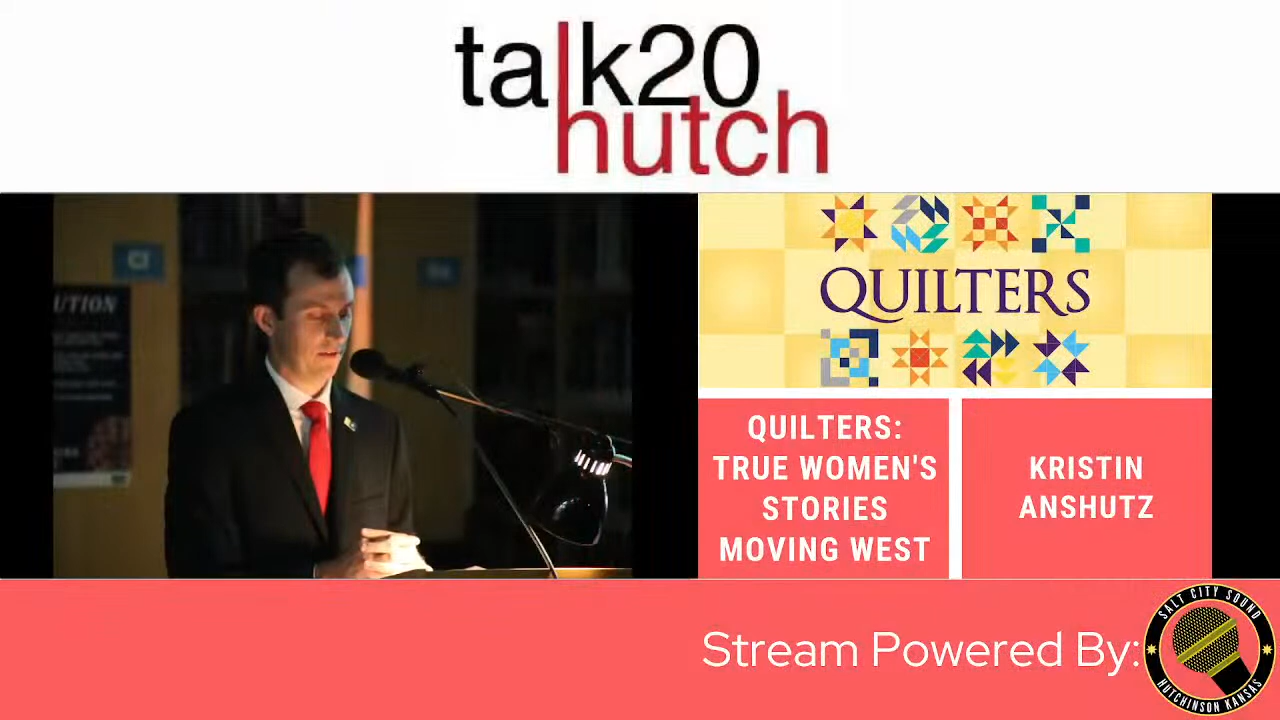 talk20
hutch
UTION
QUILTERS
QUILTERS:
TRUE WOMEN'S
STORIES
MOVING WEST
KRISTIN
ANSHUTZ
Stream Powered By:
SALT CITY SOUND
HUTCHINSON KANSAS